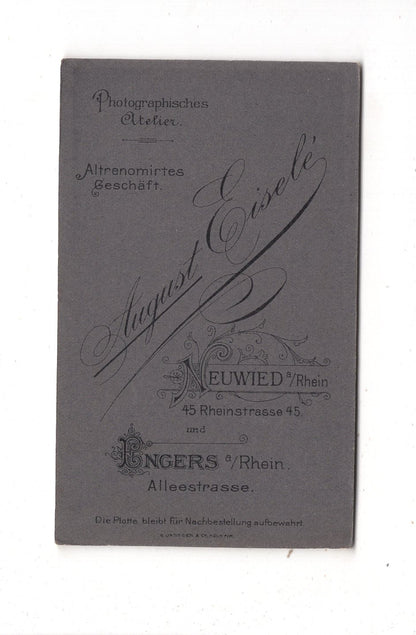 Photographisches
Atelier.
Altrenomirtes
Geschäft.
August Eiselé
NEUWIED a/Rhein
45 Rheinstrasse 45.
und
ENGERS a/Rhein.
Alleestrasse.
Die Platte bleibt für Nachbestellung aufbewahrt.